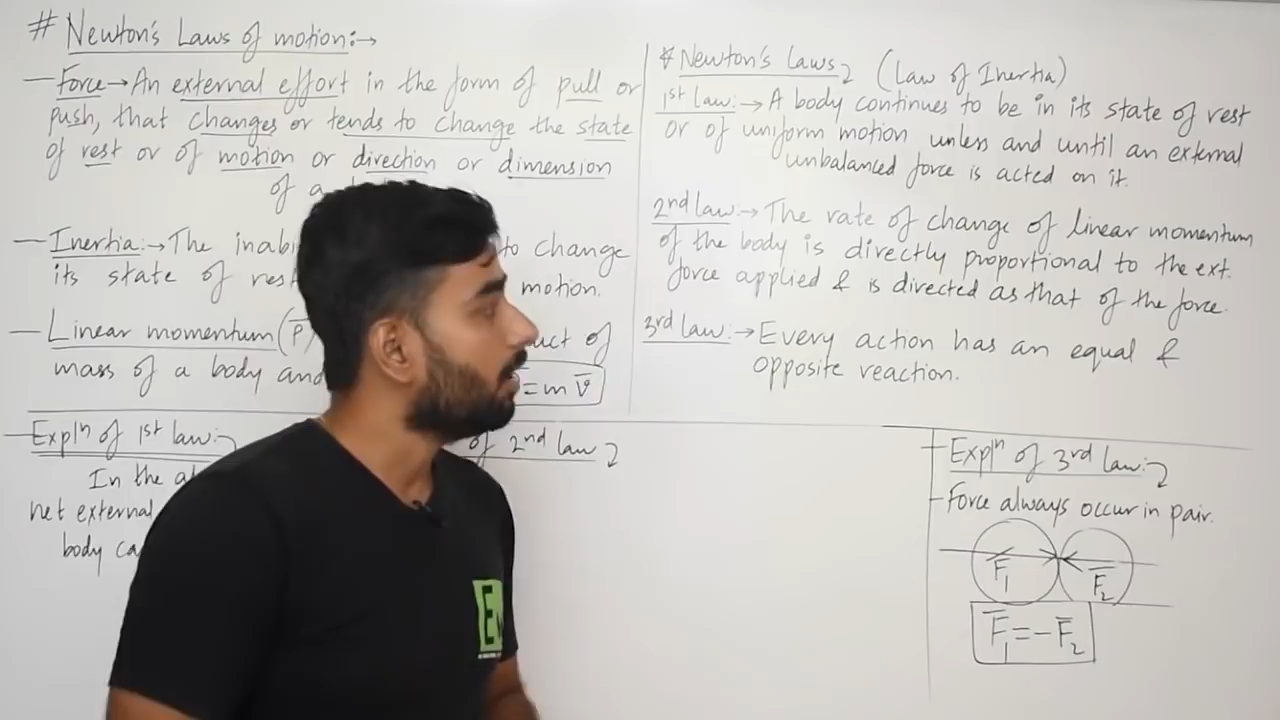 # Newton's Laws of motion:→
— Force → An external effort in the form of pull or
push, that changes or tends to change the state
of rest or of motion or direction or dimension
of a
— Inertia:→ The to change
its state of rest motion.
— Linear momentum (P̅) of
mass of a body and = m v̅
— Explⁿ of 1st law:- of 2nd law
In the
net external
body
* Newton's Laws (Law of Inertia)
1st law:→ A body continues to be in its state of rest
or of uniform motion unless and until an external
unbalanced force is acted on it.
2nd law:→ The rate of change of linear momentum
of the body is directly proportional to the ext.
force applied & is directed as that of the force.
3rd law:→ Every action has an equal &
opposite reaction.
— Explⁿ of 3rd law:-
— Force always occur in pair.
F̅₁ F̅₂
F̅₁ = -F̅₂
E